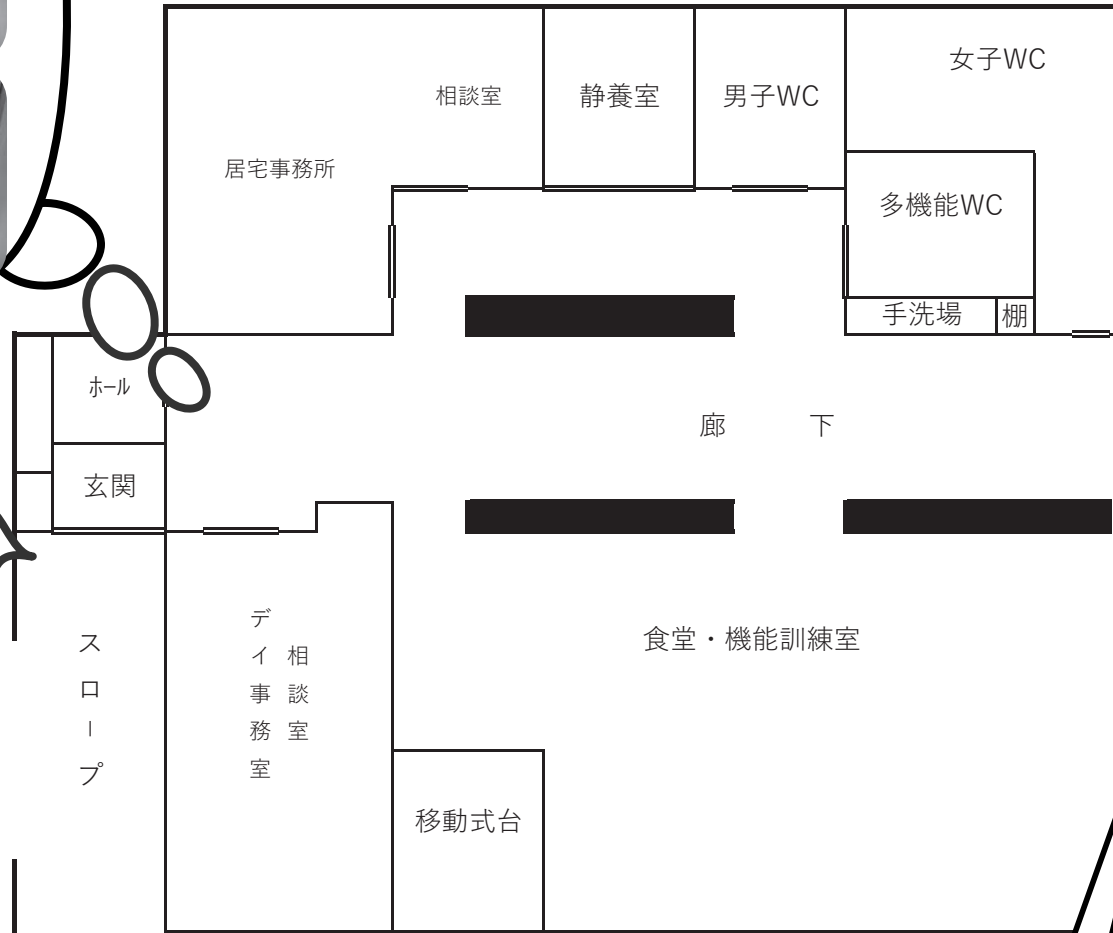 女子WC
相談室
静養室
男子WC
居宅事務所
多機能WC
手洗場
棚
ﾎｰﾙ
廊　下
玄関
スロープ
デイ事務室
相談室
食堂・機能訓練室
移動式台